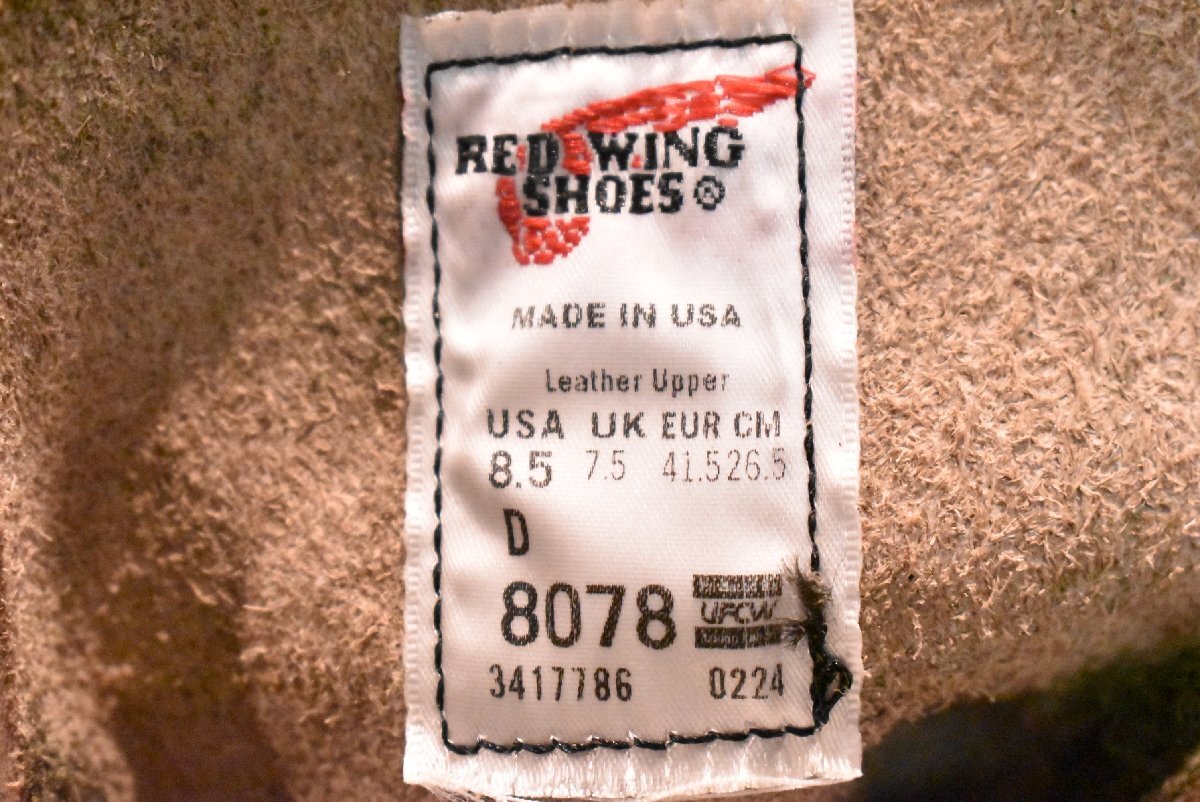 RED WING
SHOES®
MADE IN USA
Leather Upper
USA UK EUR CM
8.5 7.5 41.5 26.5
D
8078 UFCW
3417786 0224